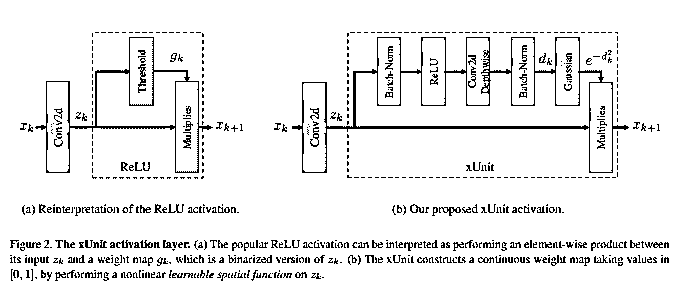 Threshold
g_k
x_k
Conv2d
z_k
Multiplies
x_{k+1}
ReLU
Batch-Norm
ReLU
Conv2d
Depthwise
Batch-Norm
d_k
Gaussian
e^{-d_k^2}
x_k
Conv2d
z_k
Multiplies
x_{k+1}
xUnit
(a) Reinterpretation of the ReLU activation.
(b) Our proposed xUnit activation.
Figure 2. The xUnit activation layer. (a) The popular ReLU activation can be interpreted as performing an element-wise product between
its input z_k and a weight map g_k, which is a binarized version of z_k. (b) The xUnit constructs a continuous weight map taking values in
[0, 1], by performing a nonlinear learnable spatial function on z_k.